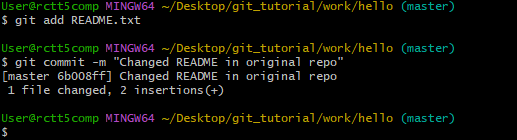 User@rctt5comp MINGW64 ~/Desktop/git_tutorial/work/hello (master)
$ git add README.txt
User@rctt5comp MINGW64 ~/Desktop/git_tutorial/work/hello (master)
$ git commit -m "Changed README in original repo"
[master 6b008ff] Changed README in original repo
 1 file changed, 2 insertions(+)
User@rctt5comp MINGW64 ~/Desktop/git_tutorial/work/hello (master)
$